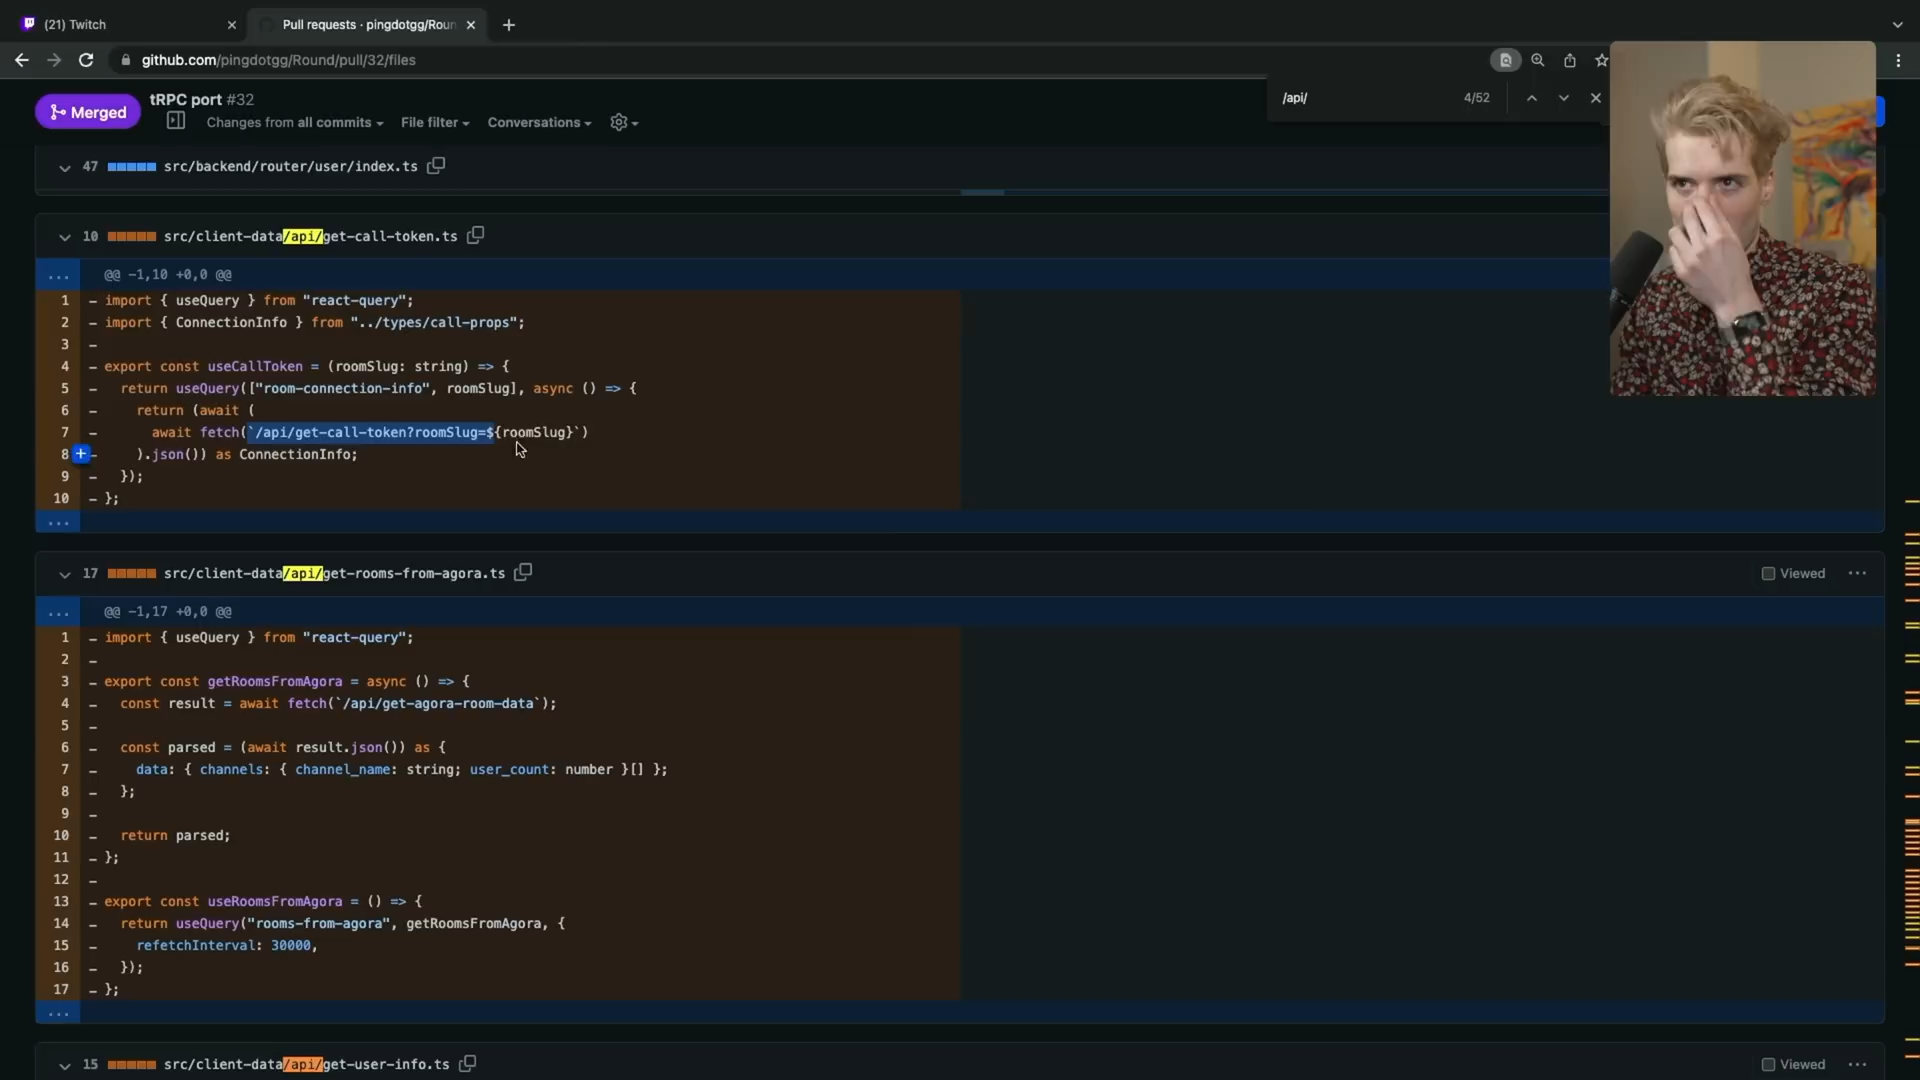 (21) Twitch
Pull requests · pingdotgg/Roun
github.com/pingdotgg/Round/pull/32/files
/api/
4/52
Merged
tRPC port #32
Changes from all commits
File filter
Conversations
47 src/backend/router/user/index.ts
10 src/client-data/api/get-call-token.ts
... @@ -1,10 +0,0 @@
1 - import { useQuery } from "react-query";
2 - import { ConnectionInfo } from "../types/call-props";
3 -
4 - export const useCallToken = (roomSlug: string) => {
5 - return useQuery(["room-connection-info", roomSlug], async () => {
6 - return (await (
7 - await fetch(`/api/get-call-token?roomSlug=${roomSlug}`)
8 + - ).json()) as ConnectionInfo;
9 - });
10 - };
...
17 src/client-data/api/get-rooms-from-agora.ts
Viewed ...
... @@ -1,17 +0,0 @@
1 - import { useQuery } from "react-query";
2 -
3 - export const getRoomsFromAgora = async () => {
4 - const result = await fetch(`/api/get-agora-room-data`);
5 -
6 - const parsed = (await result.json()) as {
7 - data: { channels: { channel_name: string; user_count: number }[] };
8 - };
9 -
10 - return parsed;
11 - };
12 -
13 - export const useRoomsFromAgora = () => {
14 - return useQuery("rooms-from-agora", getRoomsFromAgora, {
15 - refetchInterval: 30000,
16 - });
17 - };
...
15 src/client-data/api/get-user-info.ts
Viewed ...